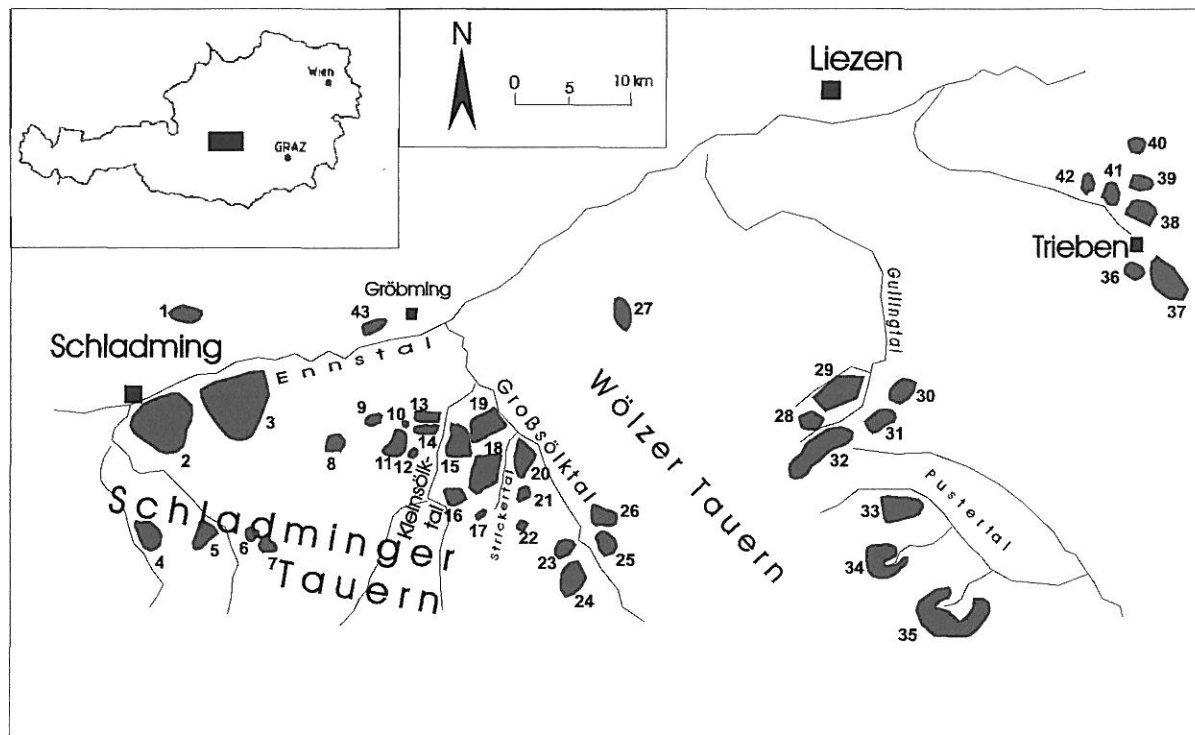 Wien
GRAZ
N
0 5 10 km
Liezen
40
42 41 39
38
Trieben
36
37
1
Schladming
43
Gröbming
Ennstal
27
Gullingtal
2
3
9
10
13
14
8
11
12
15
19
18
Großsölktal
Wölzer Tauern
29
30
28
31
32
20
21
16
17
22
Kleinsölk-
tal
Strickertal
26
25
23
24
Pustertal
33
34
35
Schladminger
Tauern
4
5
6
7